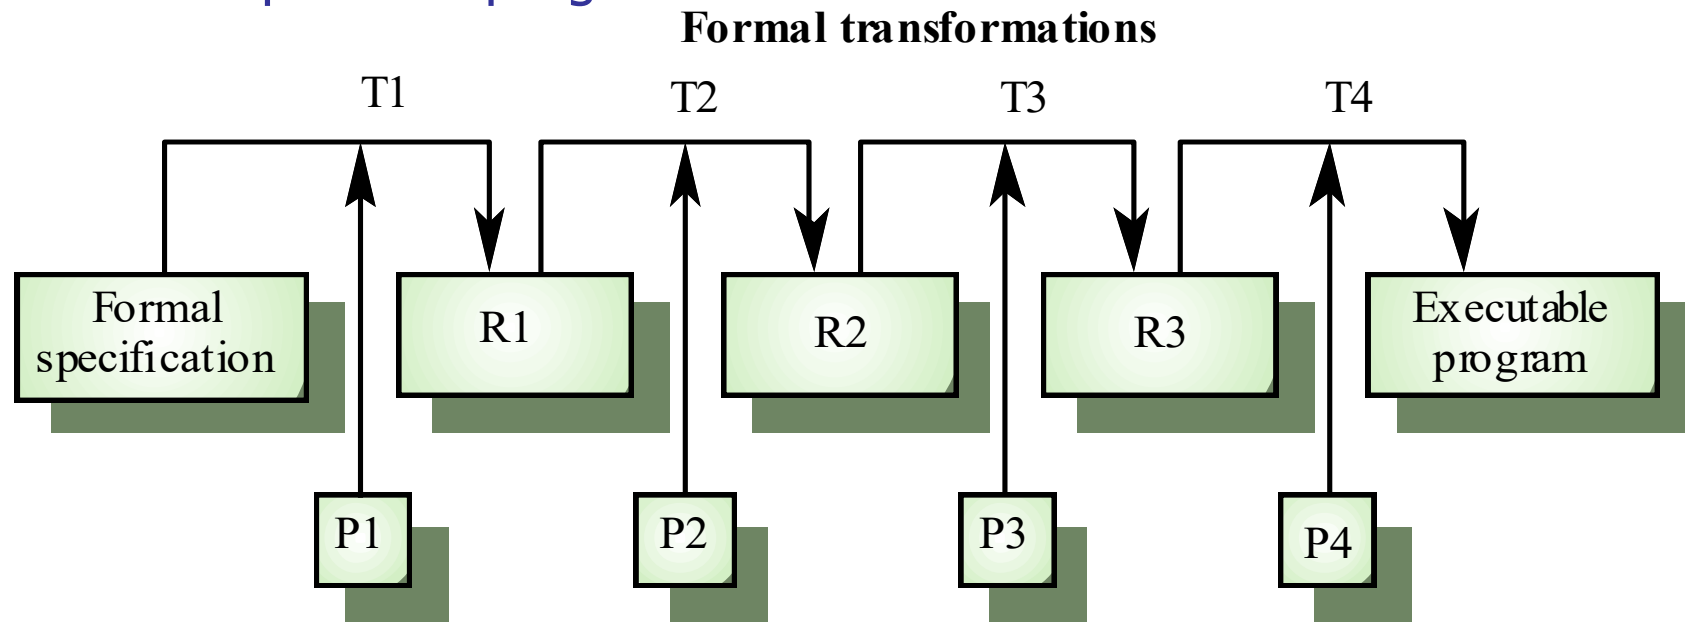 Formal transformations
T1
T2
T3
T4
Formal
specification
R1
R2
R3
Executable
program
P1
P2
P3
P4